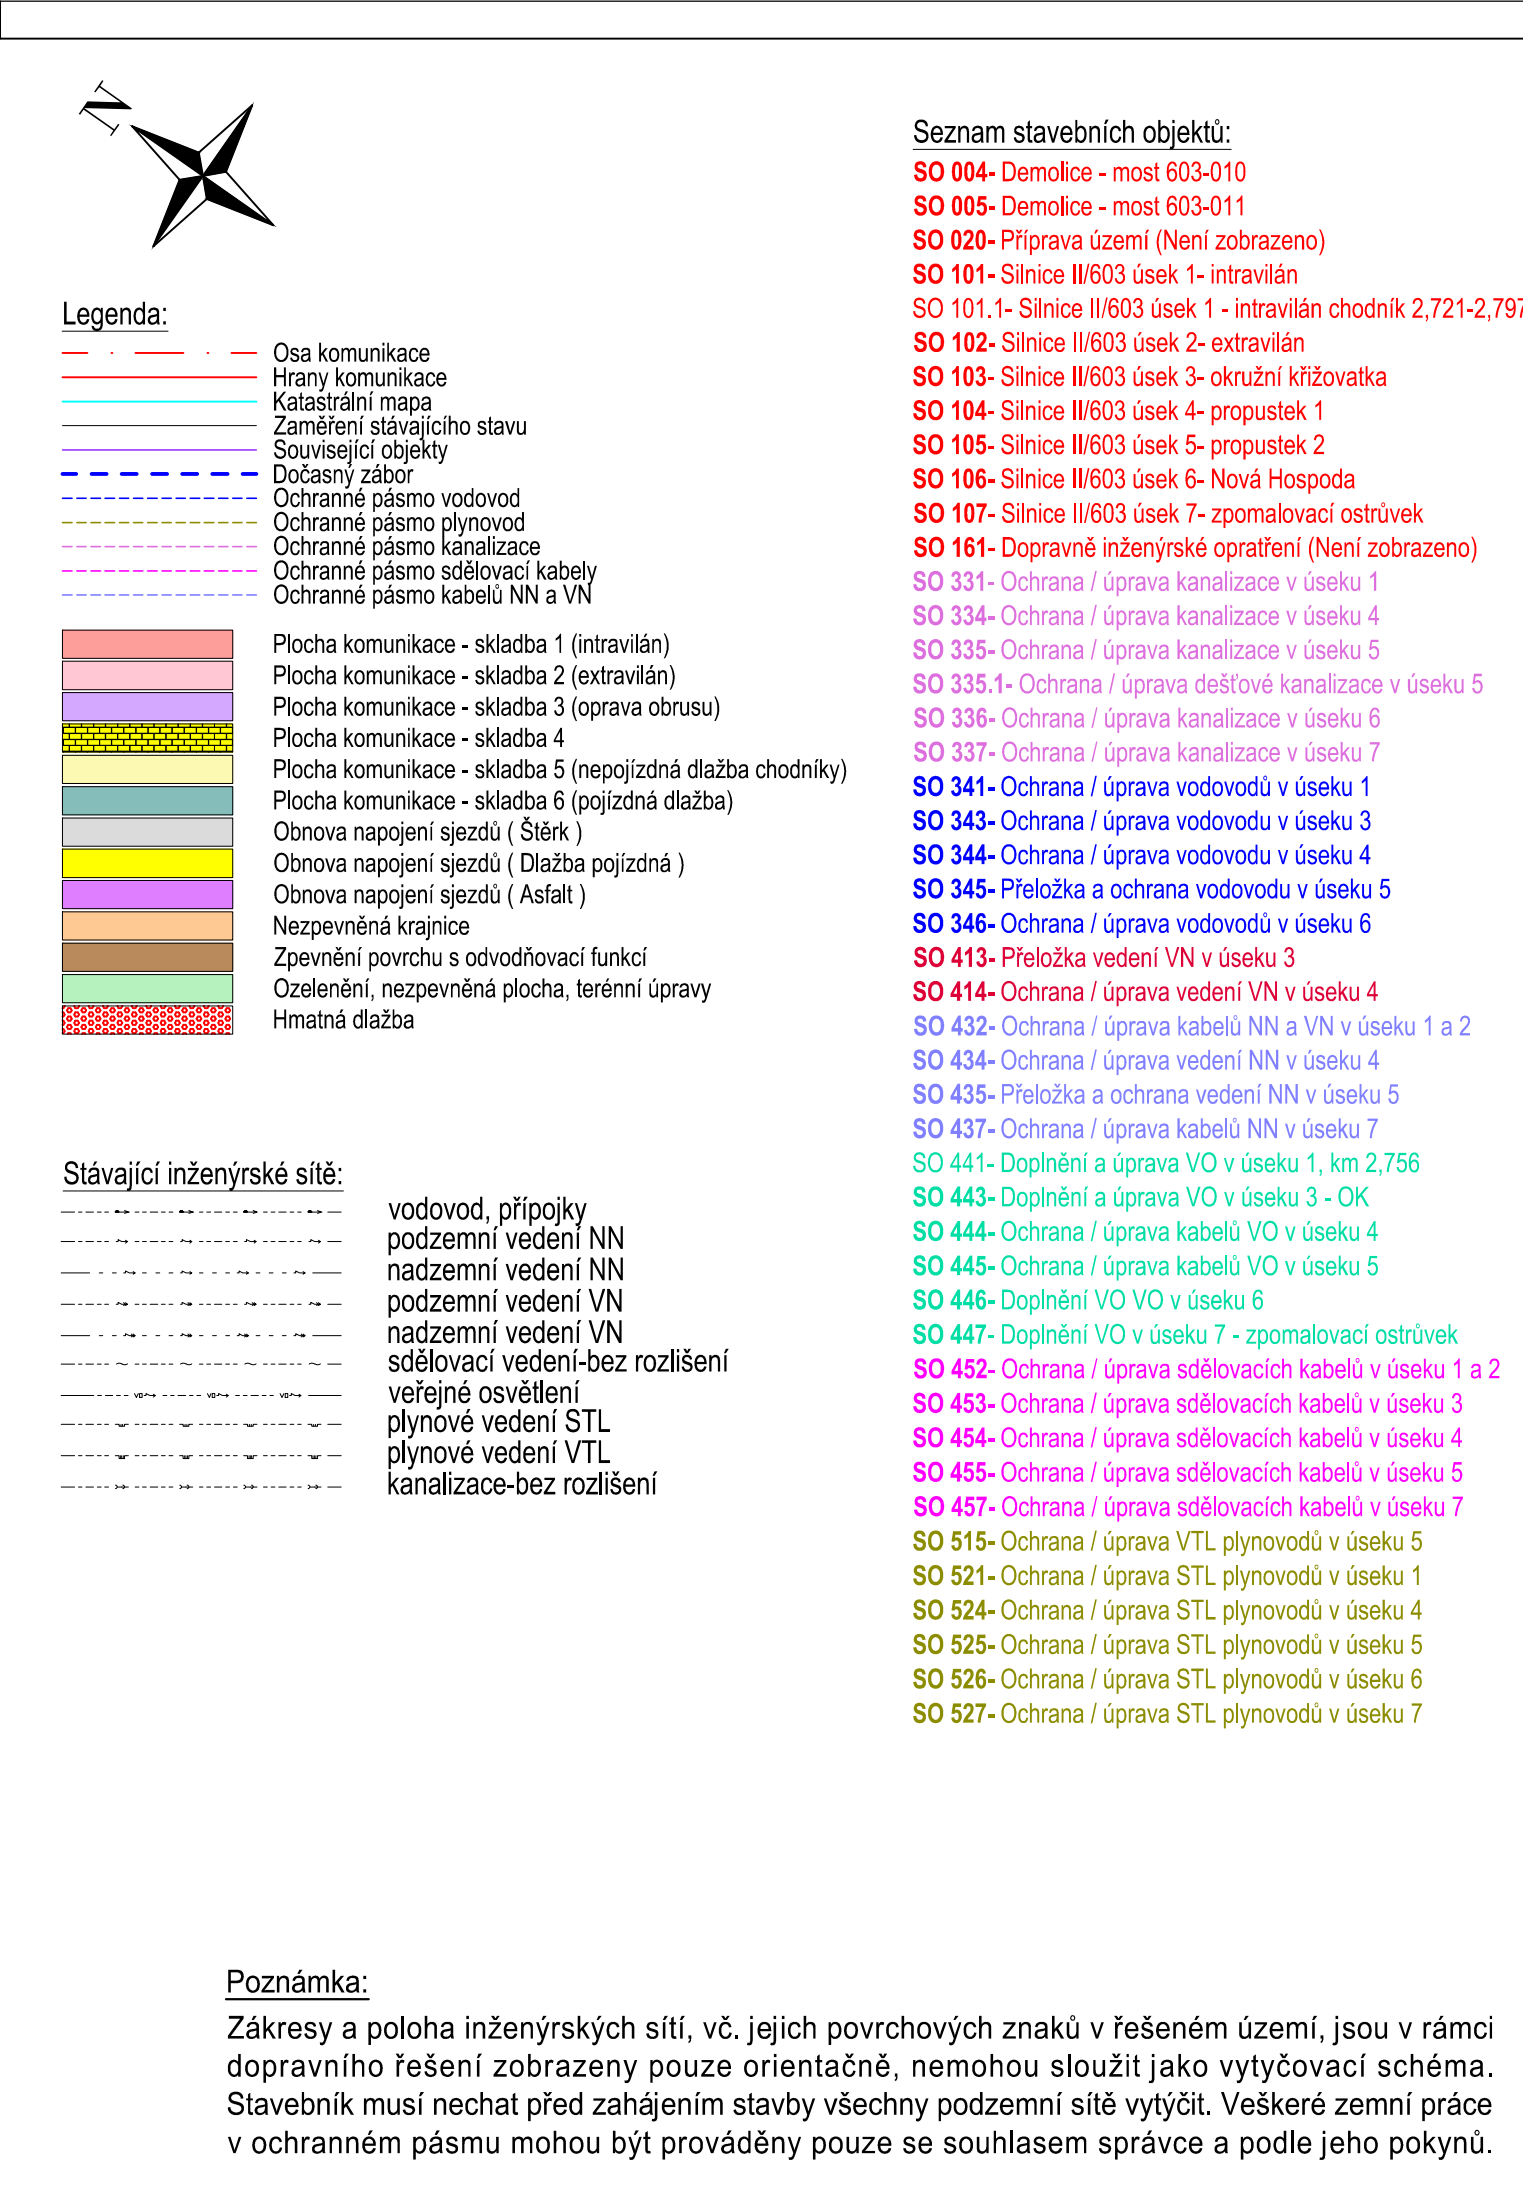 N
Legenda:
Osa komunikace
Hrany komunikace
Katastrální mapa
Zaměření stávajícího stavu
Související objekty
Dočasný zábor
Ochranné pásmo vodovod
Ochranné pásmo plynovod
Ochranné pásmo kanalizace
Ochranné pásmo sdělovací kabely
Ochranné pásmo kabelů NN a VN
Plocha komunikace - skladba 1 (intravilán)
Plocha komunikace - skladba 2 (extravilán)
Plocha komunikace - skladba 3 (oprava obrusu)
Plocha komunikace - skladba 4
Plocha komunikace - skladba 5 (nepojízdná dlažba chodníky)
Plocha komunikace - skladba 6 (pojízdná dlažba)
Obnova napojení sjezdů ( Štěrk )
Obnova napojení sjezdů ( Dlažba pojízdná )
Obnova napojení sjezdů ( Asfalt )
Nezpevněná krajnice
Zpevnění povrchu s odvodňovací funkcí
Ozelenění, nezpevněná plocha, terénní úpravy
Hmatná dlažba
Stávající inženýrské sítě:
vodovod, přípojky
podzemní vedení NN
nadzemní vedení NN
podzemní vedení VN
nadzemní vedení VN
sdělovací vedení-bez rozlišení
veřejné osvětlení
plynové vedení STL
plynové vedení VTL
kanalizace-bez rozlišení
Seznam stavebních objektů:
SO 004- Demolice - most 603-010
SO 005- Demolice - most 603-011
SO 020- Příprava území (Není zobrazeno)
SO 101- Silnice II/603 úsek 1- intravilán
SO 101.1- Silnice II/603 úsek 1 - intravilán chodník 2,721-2,797
SO 102- Silnice II/603 úsek 2- extravilán
SO 103- Silnice II/603 úsek 3- okružní křižovatka
SO 104- Silnice II/603 úsek 4- propustek 1
SO 105- Silnice II/603 úsek 5- propustek 2
SO 106- Silnice II/603 úsek 6- Nová Hospoda
SO 107- Silnice II/603 úsek 7- zpomalovací ostrůvek
SO 161- Dopravně inženýrské opratření (Není zobrazeno)
SO 331- Ochrana / úprava kanalizace v úseku 1
SO 334- Ochrana / úprava kanalizace v úseku 4
SO 335- Ochrana / úprava kanalizace v úseku 5
SO 335.1- Ochrana / úprava dešťové kanalizace v úseku 5
SO 336- Ochrana / úprava kanalizace v úseku 6
SO 337- Ochrana / úprava kanalizace v úseku 7
SO 341- Ochrana / úprava vodovodů v úseku 1
SO 343- Ochrana / úprava vodovodu v úseku 3
SO 344- Ochrana / úprava vodovodu v úseku 4
SO 345- Přeložka a ochrana vodovodu v úseku 5
SO 346- Ochrana / úprava vodovodů v úseku 6
SO 413- Přeložka vedení VN v úseku 3
SO 414- Ochrana / úprava vedení VN v úseku 4
SO 432- Ochrana / úprava kabelů NN a VN v úseku 1 a 2
SO 434- Ochrana / úprava vedení NN v úseku 4
SO 435- Přeložka a ochrana vedení NN v úseku 5
SO 437- Ochrana / úprava kabelů NN v úseku 7
SO 441- Doplnění a úprava VO v úseku 1, km 2,756
SO 443- Doplnění a úprava VO v úseku 3 - OK
SO 444- Ochrana / úprava kabelů VO v úseku 4
SO 445- Ochrana / úprava kabelů VO v úseku 5
SO 446- Doplnění VO VO v úseku 6
SO 447- Doplnění VO v úseku 7 - zpomalovací ostrůvek
SO 452- Ochrana / úprava sdělovacích kabelů v úseku 1 a 2
SO 453- Ochrana / úprava sdělovacích kabelů v úseku 3
SO 454- Ochrana / úprava sdělovacích kabelů v úseku 4
SO 455- Ochrana / úprava sdělovacích kabelů v úseku 5
SO 457- Ochrana / úprava sdělovacích kabelů v úseku 7
SO 515- Ochrana / úprava VTL plynovodů v úseku 5
SO 521- Ochrana / úprava STL plynovodů v úseku 1
SO 524- Ochrana / úprava STL plynovodů v úseku 4
SO 525- Ochrana / úprava STL plynovodů v úseku 5
SO 526- Ochrana / úprava STL plynovodů v úseku 6
SO 527- Ochrana / úprava STL plynovodů v úseku 7
Poznámka:
Zákresy a poloha inženýrských sítí, vč. jejich povrchových znaků v řešeném území, jsou v rámci
dopravního řešení zobrazeny pouze orientačně, nemohou sloužit jako vytyčovací schéma.
Stavebník musí nechat před zahájením stavby všechny podzemní sítě vytýčit. Veškeré zemní práce
v ochranném pásmu mohou být prováděny pouze se souhlasem správce a podle jeho pokynů.